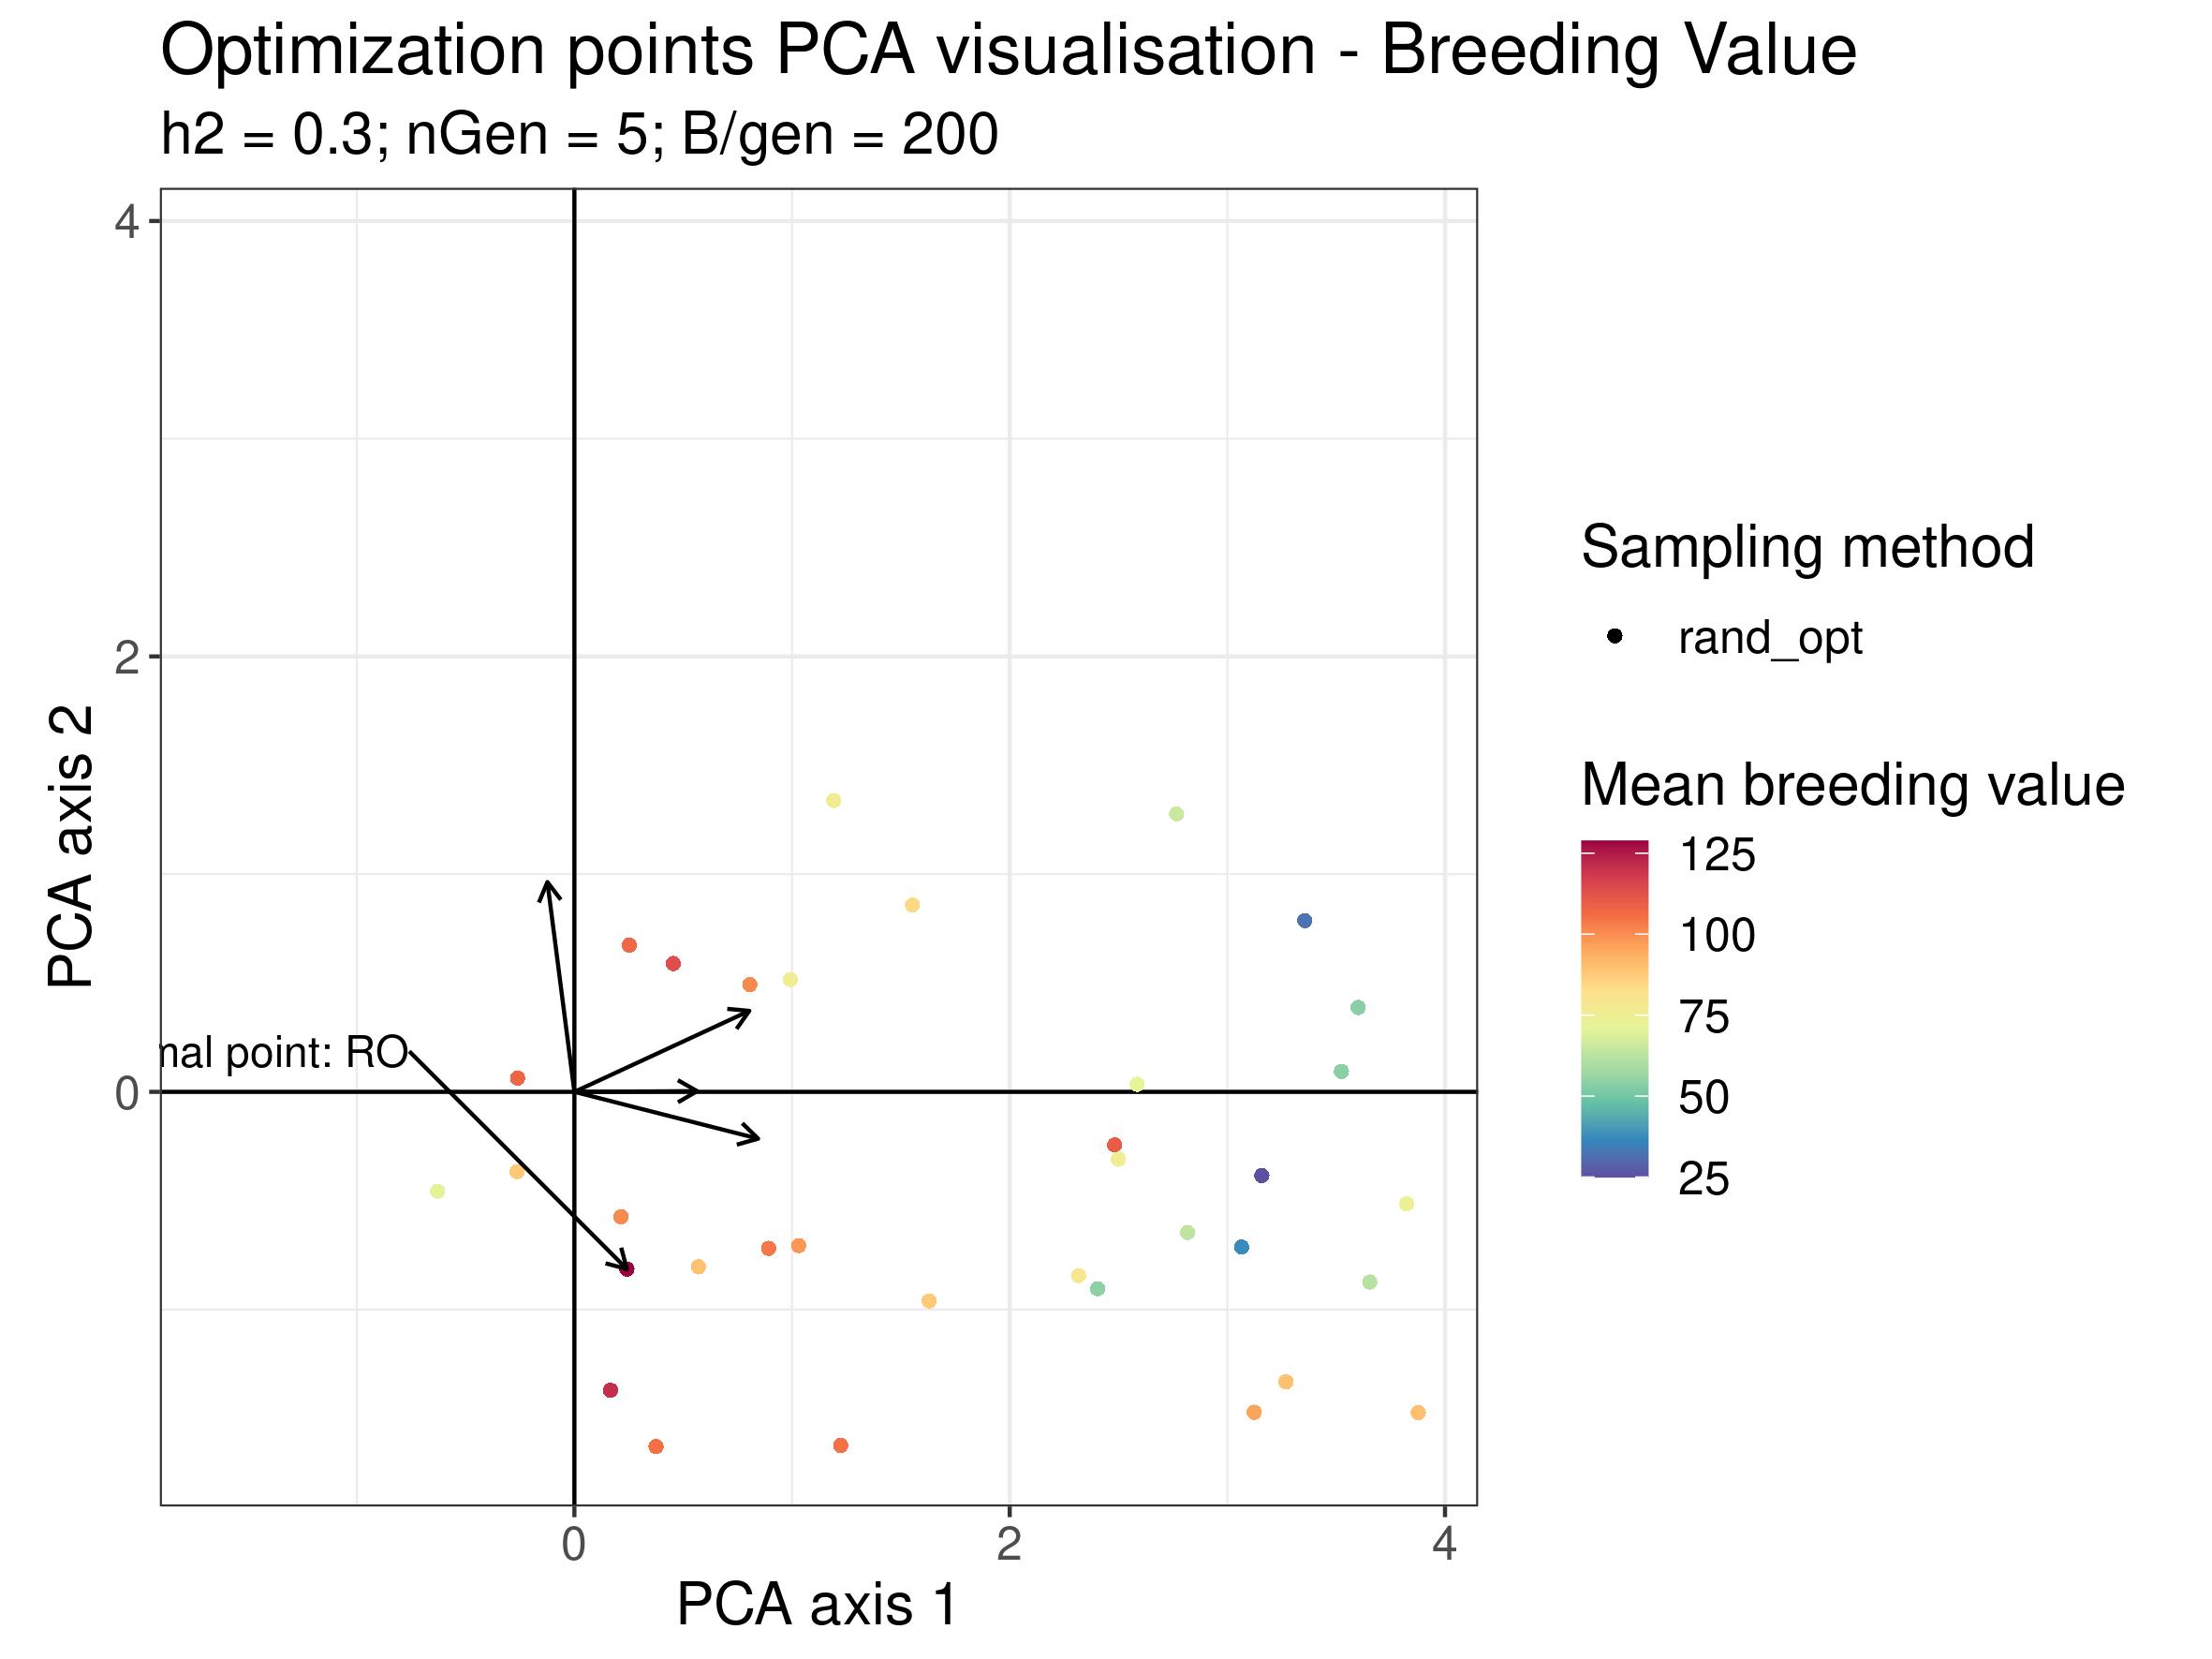 Optimization points PCA visualisation - Breeding Value
h2 = 0.3; nGen = 5; B/gen = 200
4
2
0
point: RO
0
2
4
PCA axis 1
PCA axis 2
Sampling method
rand_opt
Mean breeding value
125
100
75
50
25